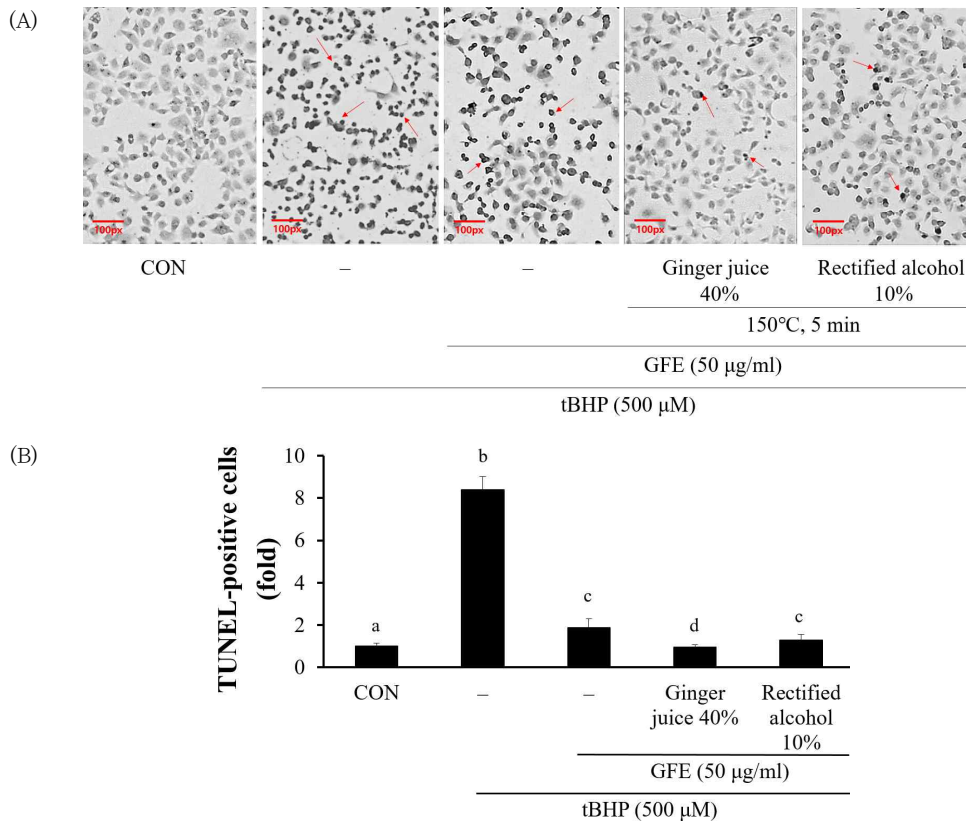 (A)
100px
100px
100px
100px
100px
CON
–
–
Ginger juice
40%
Rectified alcohol
10%
150℃, 5 min
GFE (50 μg/ml)
tBHP (500 μM)
(B)
TUNEL-positive cells
(fold)
10
8
6
4
2
0
a
b
c
d
c
CON
–
–
Ginger
juice 40%
Rectified
alcohol
10%
GFE (50 μg/ml)
tBHP (500 μM)